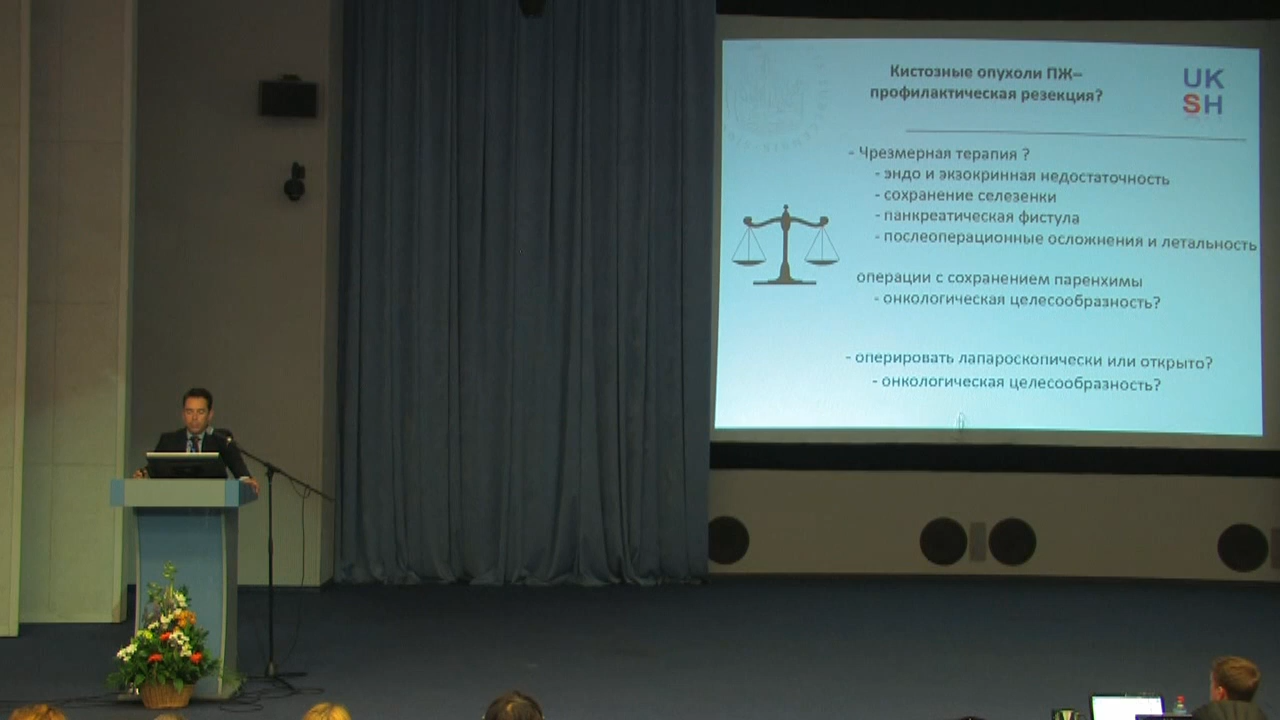 Кистозные опухоли ПЖ–
профилактическая резекция?
UK
SH
- Чрезмерная терапия ?
- эндо и экзокринная недостаточность
- сохранение селезенки
- панкреатическая фистула
- послеоперационные осложнения и летальность
операции с сохранением паренхимы
- онкологическая целесообразность?
- оперировать лапароскопически или открыто?
- онкологическая целесообразность?